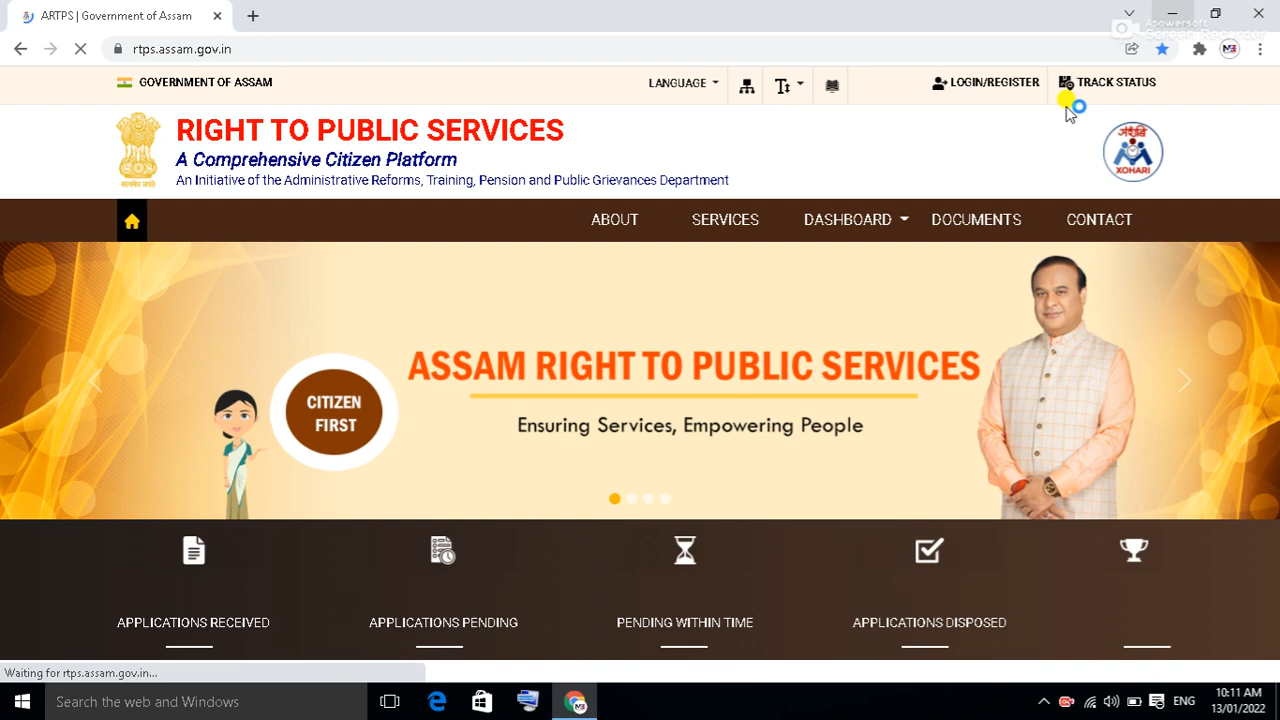 ARTPS | Government of Assam
Apowersoft
Screen Recorder
rtps.assam.gov.in
GOVERNMENT OF ASSAM
LANGUAGE
LOGIN/REGISTER
TRACK STATUS
RIGHT TO PUBLIC SERVICES
A Comprehensive Citizen Platform
An Initiative of the Administrative Reforms, Training, Pension and Public Grievances Department
XOHARI
ABOUT
SERVICES
DASHBOARD
DOCUMENTS
CONTACT
CITIZEN
FIRST
ASSAM RIGHT TO PUBLIC SERVICES
Ensuring Services, Empowering People
APPLICATIONS RECEIVED
APPLICATIONS PENDING
PENDING WITHIN TIME
APPLICATIONS DISPOSED
Waiting for rtps.assam.gov.in...
Search the web and Windows
ENG
10:11 AM
13/01/2022